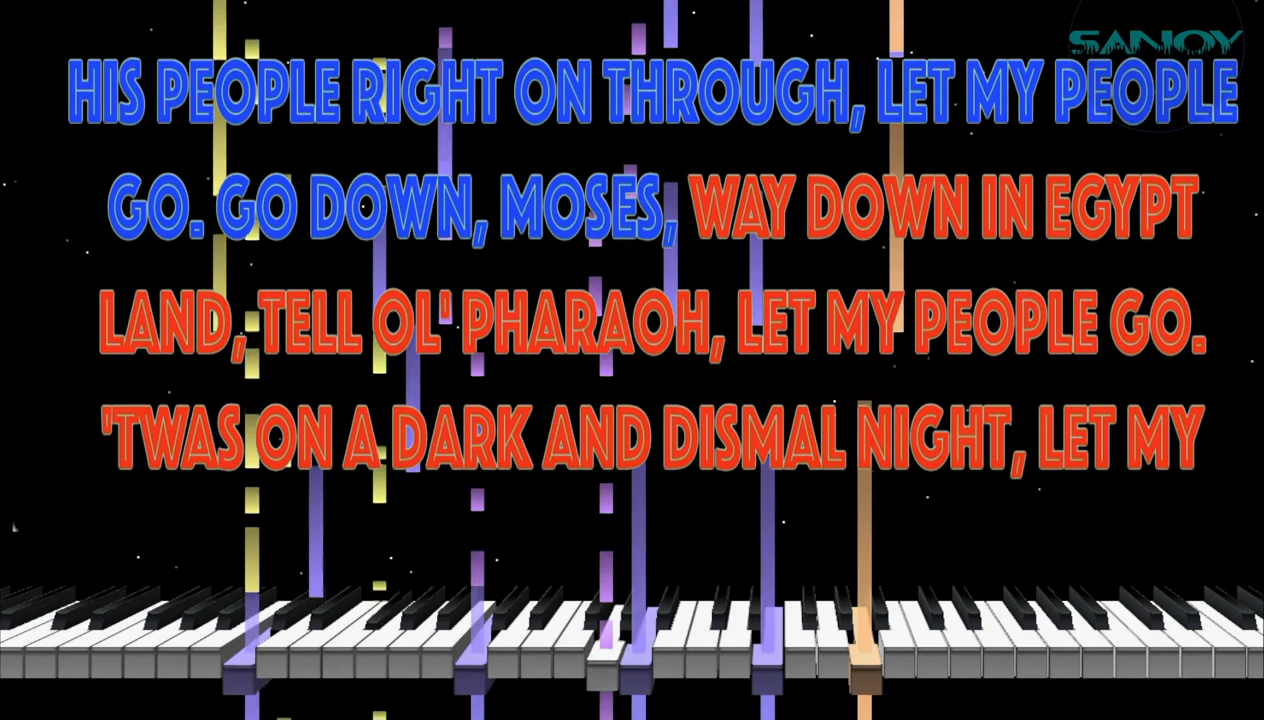 SANOY
HIS PEOPLE RIGHT ON THROUGH, LET MY PEOPLE
GO. GO DOWN, MOSES, WAY DOWN IN EGYPT
LAND, TELL OL' PHARAOH, LET MY PEOPLE GO.
'TWAS ON A DARK AND DISMAL NIGHT, LET MY